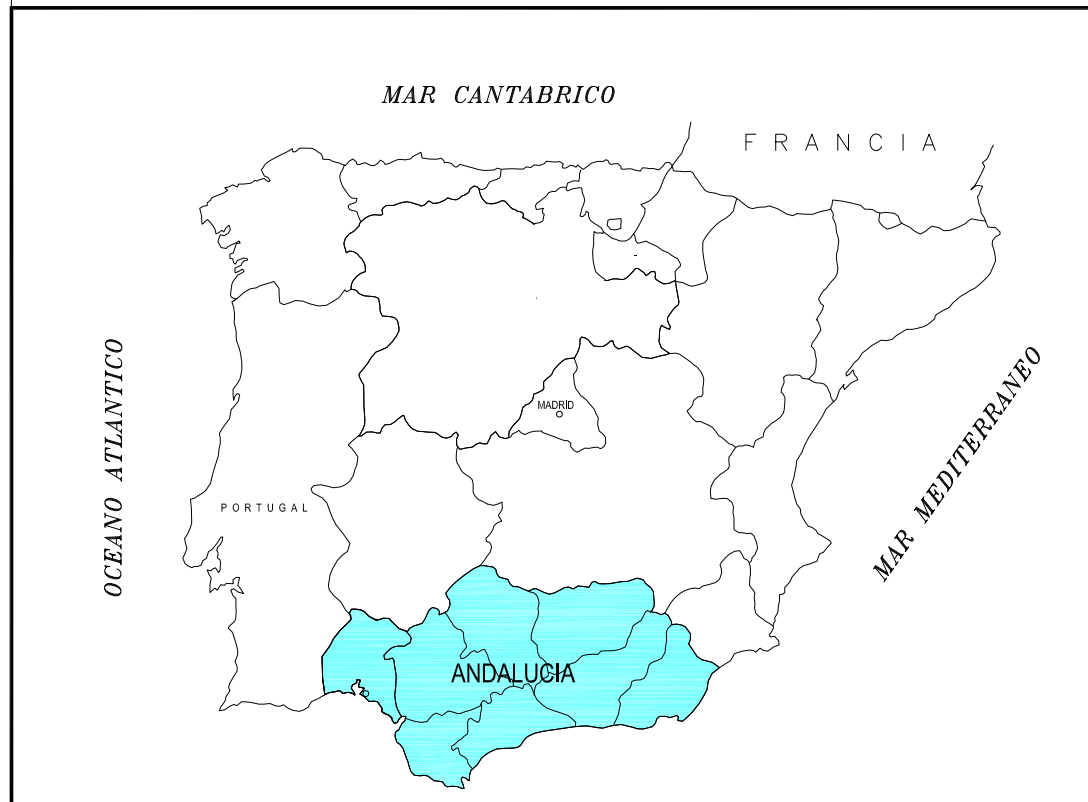 MAR CANTABRICO
FRANCIA
OCEANO ATLANTICO
MADRID
MAR MEDITERRANEO
PORTUGAL
ANDALUCIA